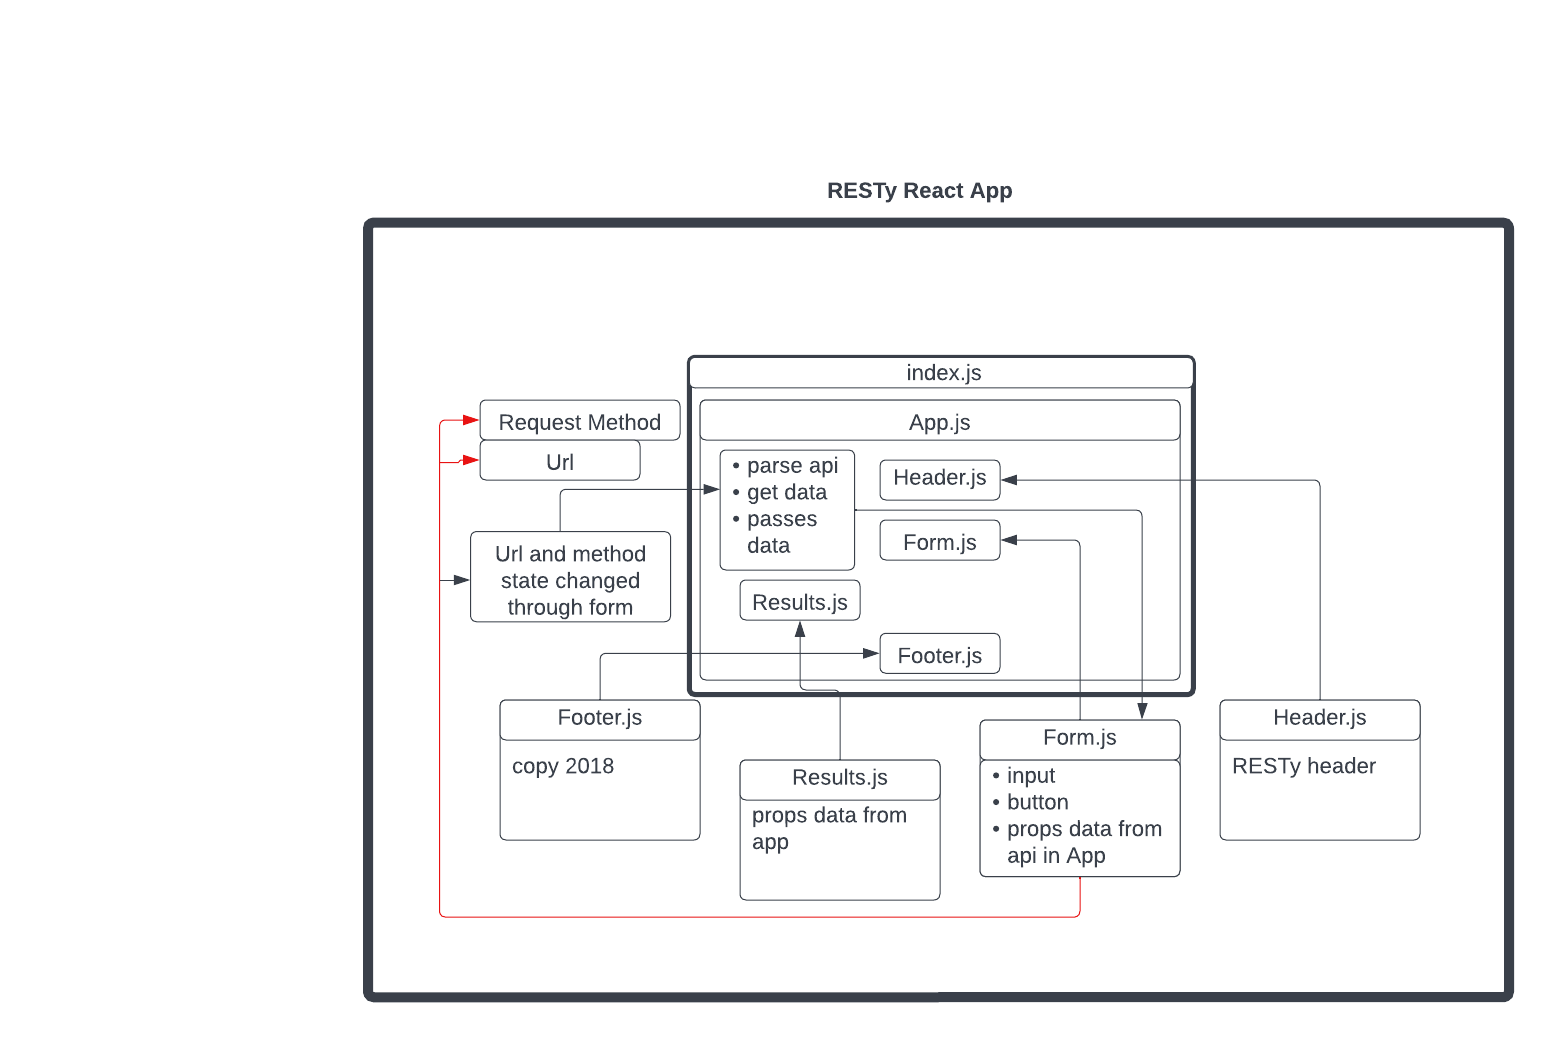 RESTy React App
index.js
Request Method
App.js
Url
• parse api
• get data
• passes
data
Header.js
Form.js
Url and method
state changed
through form
Results.js
Footer.js
Footer.js
copy 2018
Results.js
props data from
app
Form.js
• input
• button
• props data from
api in App
Header.js
RESTy header